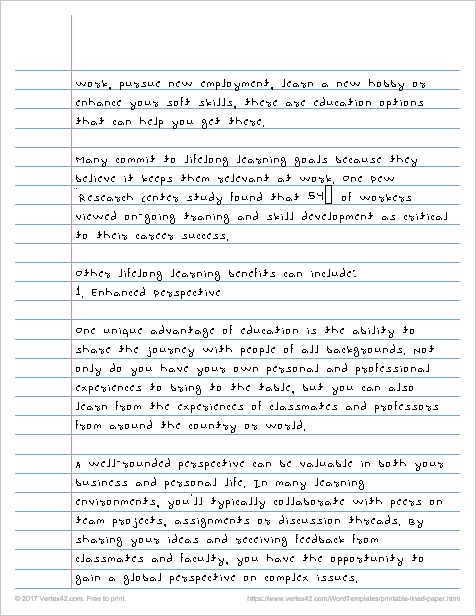 work, pursue new employment, learn a new hobby or
enhance your soft skills, there are education options
that can help you get there.
Many commit to lifelong learning goals because they
believe it keeps them relevant at work. One Pew
Research Center study found that 54▯ of workers
viewed on-going traning and skill development as critical
to their career success.
Other lifelong learning benefits can include:
1. Enhanced perspective
One unique advantage of education is the ability to
share the journey with people of all backgrounds. Not
only do you have your own personal and professional
experiences to bring to the table, but you can also
learn from the experiences of classmates and professors
from around the country or world.
A well-rounded perspective can be valuable in both your
business and personal life. In many learning
environments, you'll typically collaborate with peers on
team projects, assignments or discussion threads. By
sharing your ideas and receiving feedback from
classmates and faculty, you have the opportunity to
gain a global perspective on complex issues.
© 2017 Vertex42.com. Free to print. https://www.vertex42.com/WordTemplates/printable-lined-paper.html